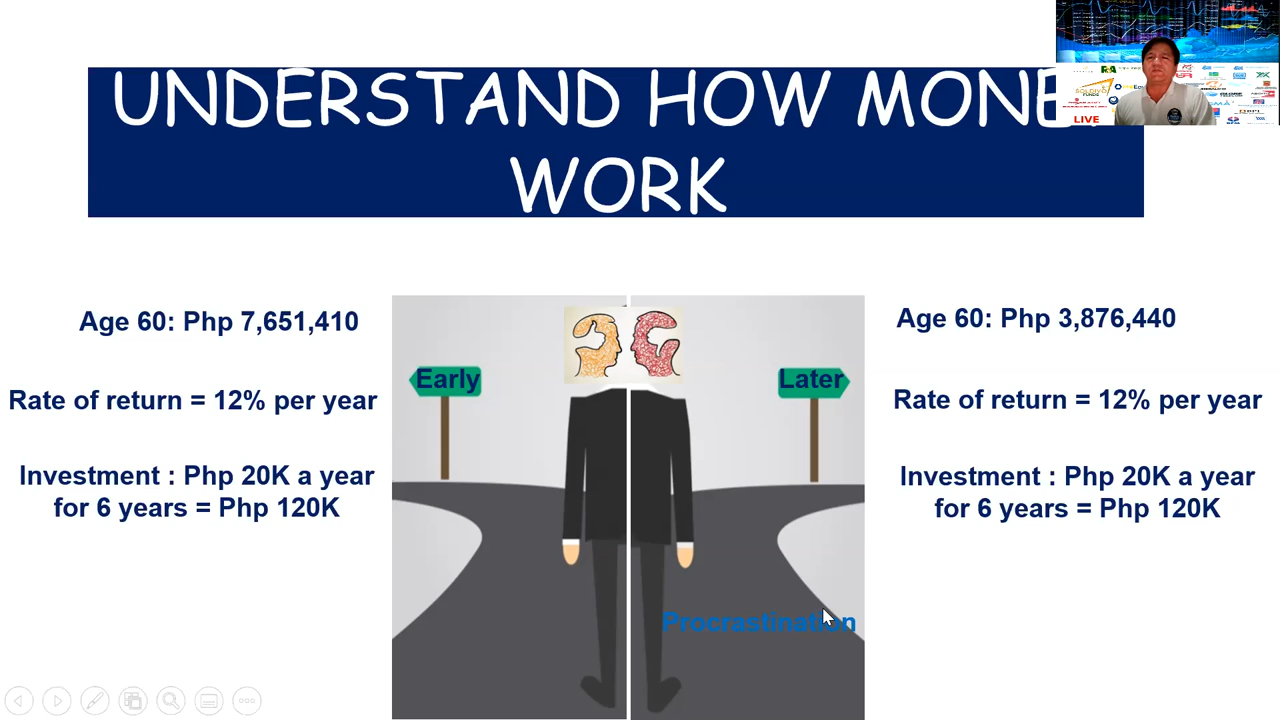 UNDERSTAND HOW MONE
WORK
LIVE
Age 60: Php 7,651,410
Rate of return = 12% per year
Investment : Php 20K a year
for 6 years = Php 120K
Early
Later
Procrastination
Age 60: Php 3,876,440
Rate of return = 12% per year
Investment : Php 20K a year
for 6 years = Php 120K